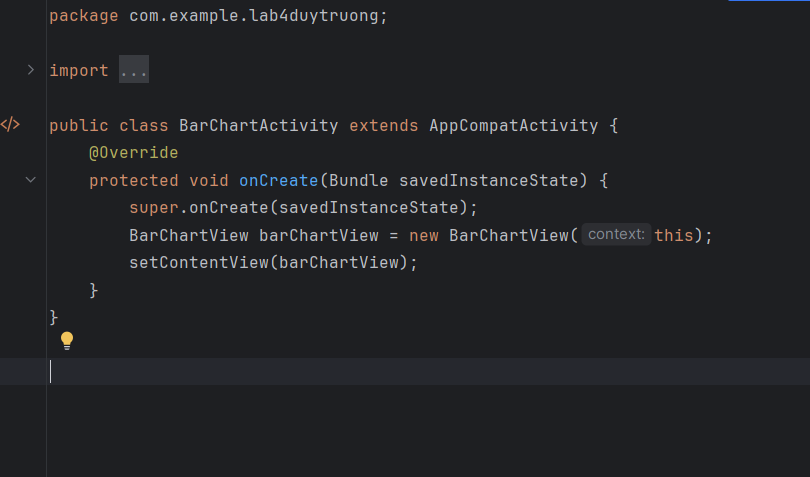 package com.example.lab4duytruong;
import ...
public class BarChartActivity extends AppCompatActivity {
@Override
protected void onCreate(Bundle savedInstanceState) {
super.onCreate(savedInstanceState);
BarChartView barChartView = new BarChartView( context: this);
setContentView(barChartView);
}
}